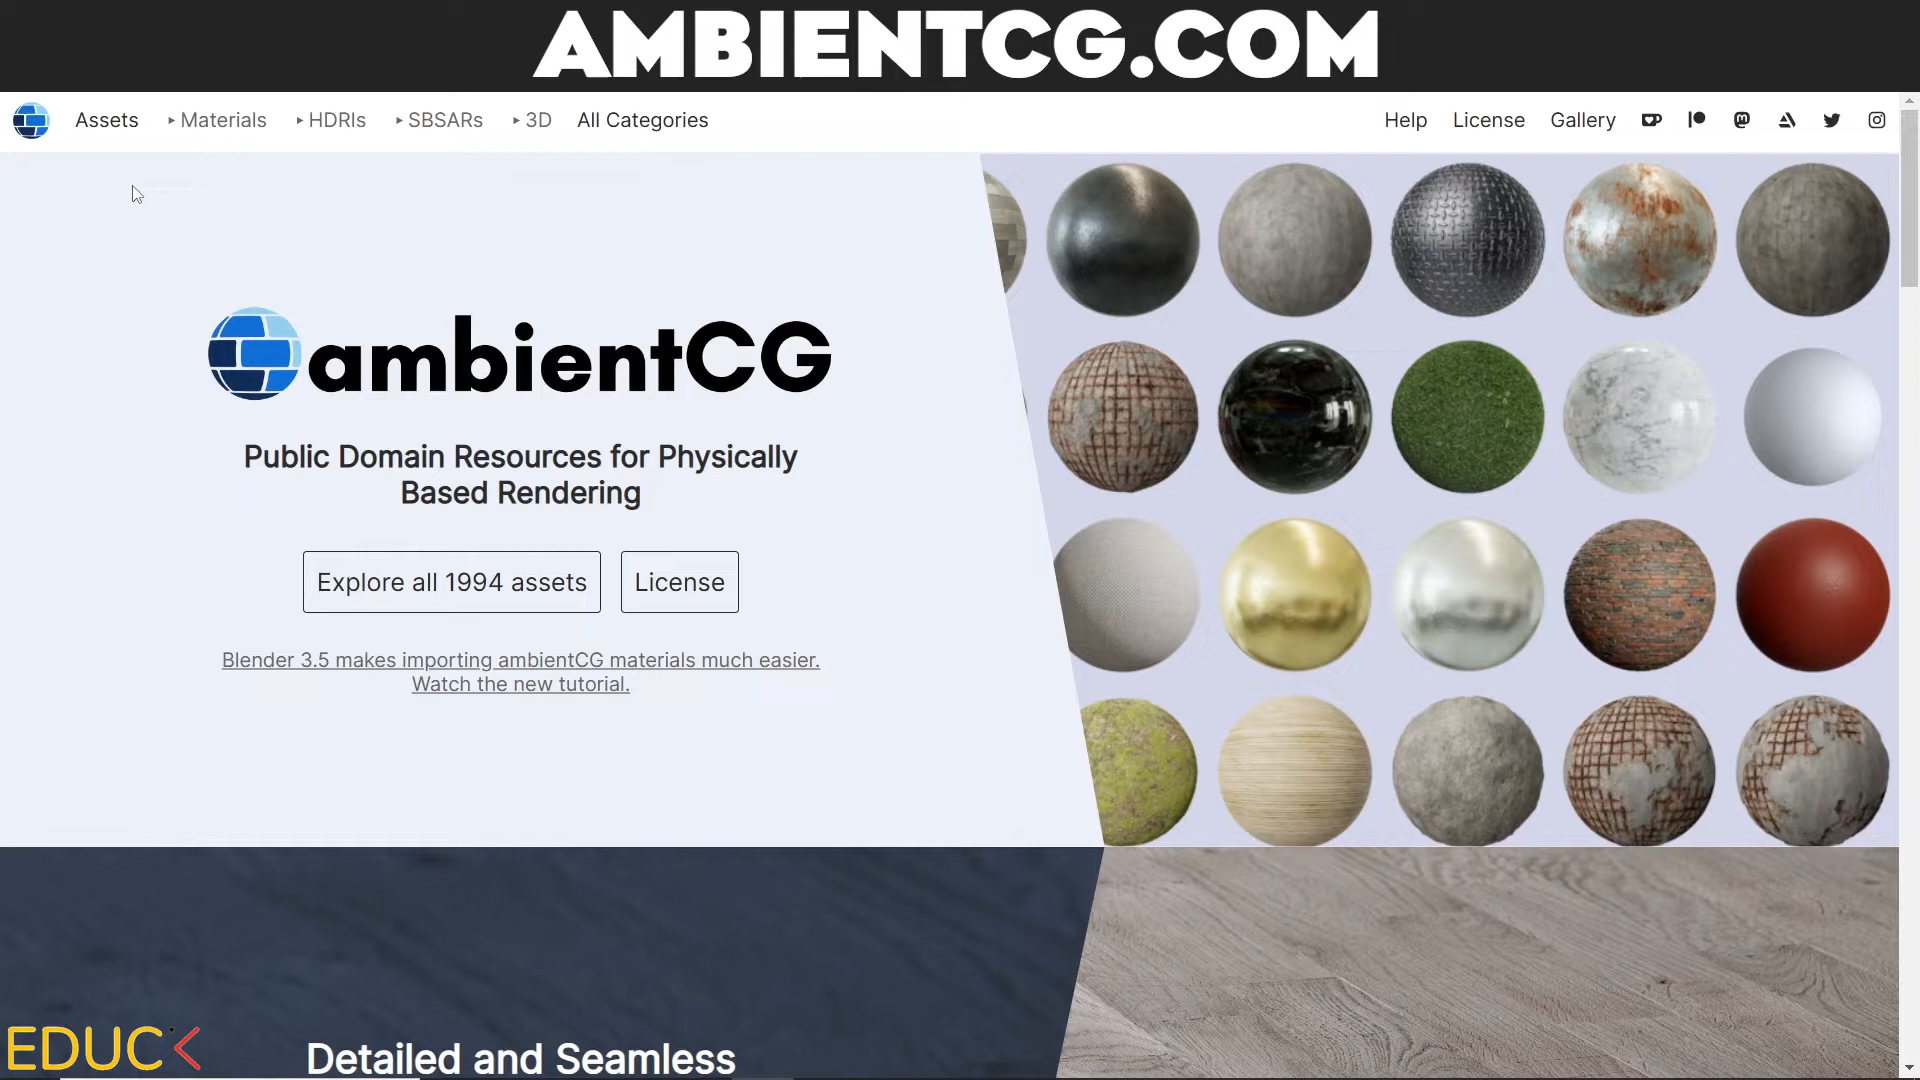 AMBIENTCG.COM
Assets Materials HDRIs SBSARs 3D All Categories Help License Gallery
ambientCG
Public Domain Resources for Physically
Based Rendering
Explore all 1994 assets License
Blender 3.5 makes importing ambientCG materials much easier.
Watch the new tutorial.
Detailed and Seamless
EDUC